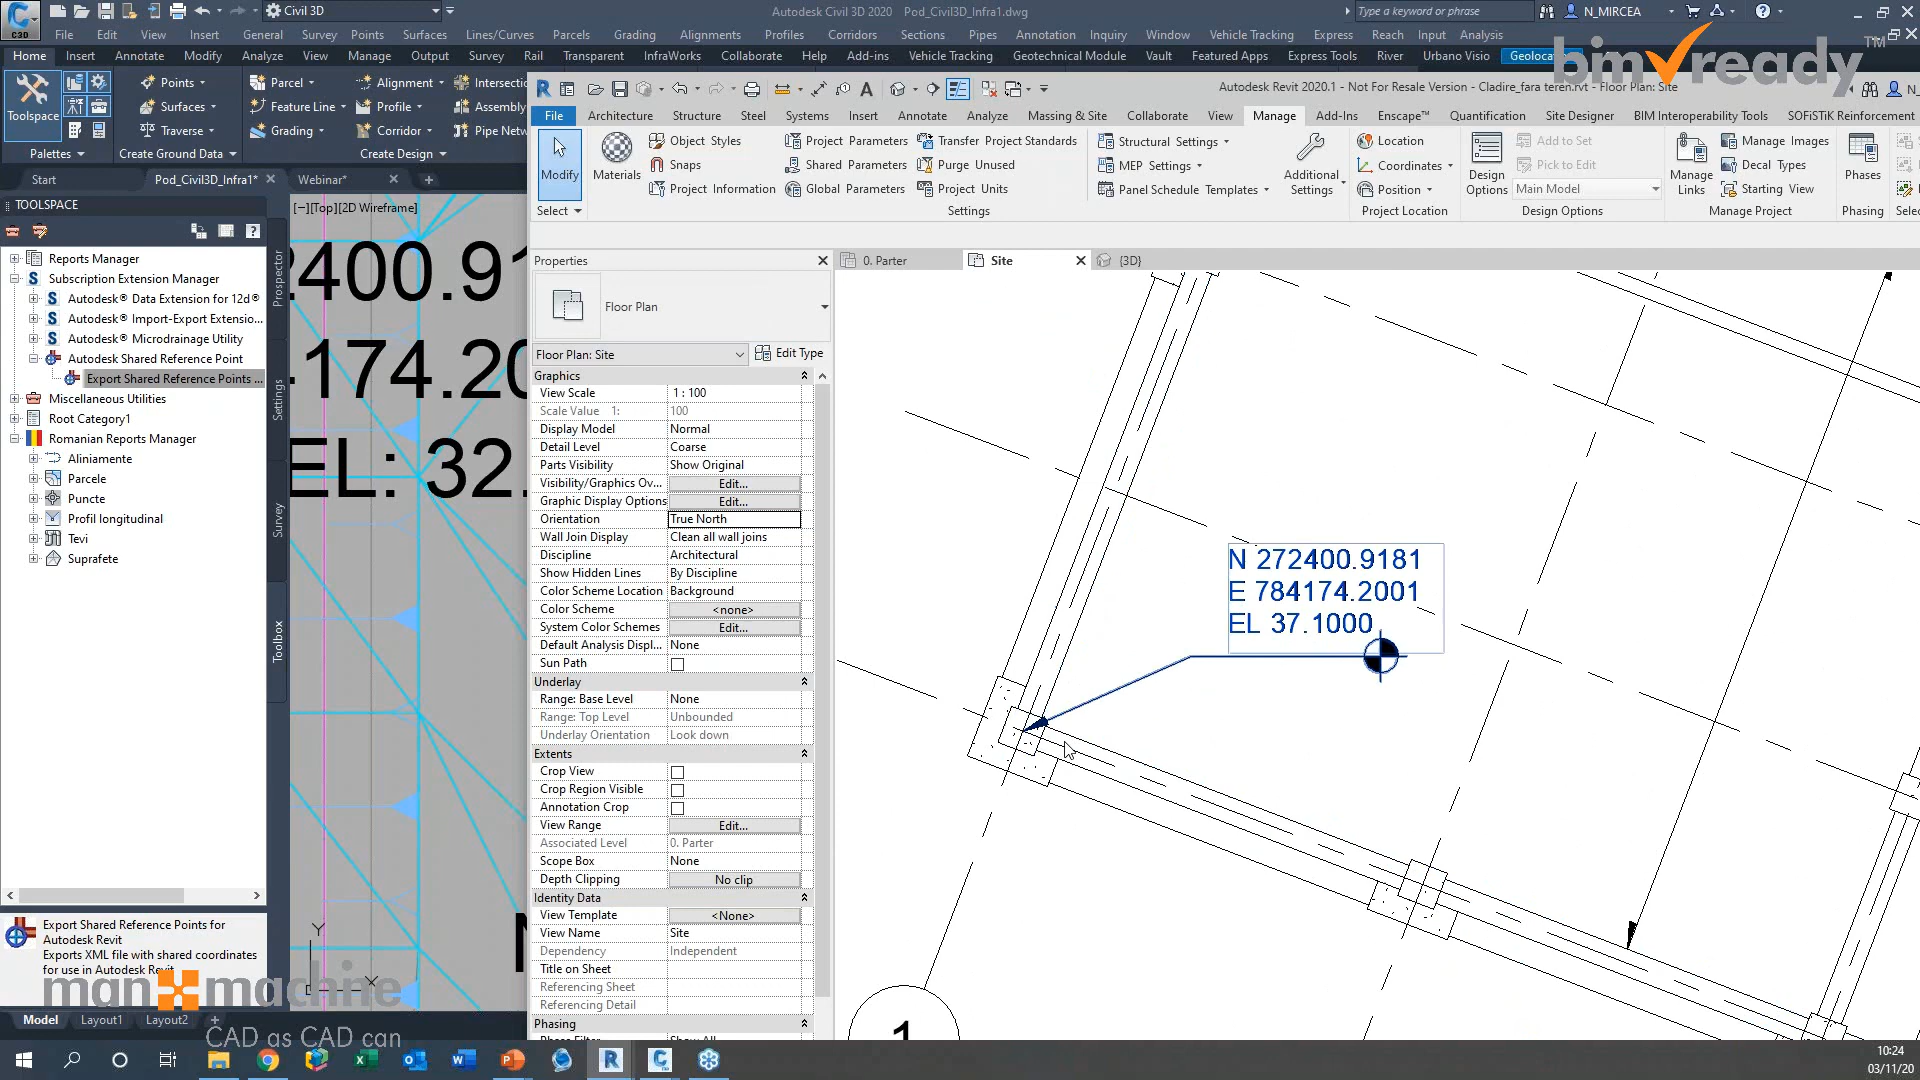 Civil 3D
Autodesk Civil 3D 2020 Pod_Civil3D_Infra1.dwg
Type a keyword or phrase
N_MIRCEA
C3D
File Edit View Insert General Survey Points Surfaces Lines/Curves Parcels Grading Alignments Profiles Corridors Sections Pipes Annotation Inquiry Window Vehicle Tracking Express Reach Input Analysis
Home Insert Annotate Modify Analyze View Manage Output Survey Rail Transparent InfraWorks Collaborate Help Add-ins Vehicle Tracking Geotechnical Module Vault Featured Apps Express Tools River Urbano Visio Geoloca
bim ready
TM
Toolspace
Points
Surfaces
Traverse
Parcel
Feature Line
Grading
Alignment
Profile
Corridor
Intersection
Assembly
Pipe Netw
Palettes
Create Ground Data
Create Design
Start
Pod_Civil3D_Infra1*
Webinar*
Autodesk Revit 2020.1 - Not For Resale Version - Cladire_fara teren.rvt - Floor Plan: Site
File Architecture Structure Steel Systems Insert Annotate Analyze Massing & Site Collaborate View Manage Add-Ins Enscape™ Quantification Site Designer BIM Interoperability Tools SOFiSTiK Reinforcement
Modify
Select
Materials
Object Styles
Snaps
Project Information
Project Parameters
Shared Parameters
Global Parameters
Transfer Project Standards
Purge Unused
Project Units
Structural Settings
MEP Settings
Panel Schedule Templates
Additional Settings
Settings
Location
Coordinates
Position
Project Location
Design Options
Add to Set
Pick to Edit
Main Model
Design Options
Manage Links
Manage Images
Decal Types
Starting View
Manage Project
Phases
Phasing
Selec
TOOLSPACE
Reports Manager
Subscription Extension Manager
Autodesk® Data Extension for 12d®
Autodesk® Import-Export Extensio...
Autodesk® Microdrainage Utility
Autodesk Shared Reference Point
Export Shared Reference Points ...
Miscellaneous Utilities
Root Category1
Romanian Reports Manager
Aliniamente
Parcele
Puncte
Profil longitudinal
Tevi
Suprafete
Prospector
Settings
Survey
Toolbox
Export Shared Reference Points for
Autodesk Revit
Exports XML file with shared coordinates
for use in Autodesk Revit
man machine
CAD as CAD can
Model Layout1 Layout2 +
[−][Top][2D Wireframe]
2400.91
174.20
EL: 32.
N
Y
X
Properties
Floor Plan
Floor Plan: Site
Edit Type
Graphics
View Scale 1 : 100
Scale Value 1: 100
Display Model Normal
Detail Level Coarse
Parts Visibility Show Original
Visibility/Graphics Ov... Edit...
Graphic Display Options Edit...
Orientation True North
Wall Join Display Clean all wall joins
Discipline Architectural
Show Hidden Lines By Discipline
Color Scheme Location Background
Color Scheme <none>
System Color Schemes Edit...
Default Analysis Displ... None
Sun Path
Underlay
Range: Base Level None
Range: Top Level Unbounded
Underlay Orientation Look down
Extents
Crop View
Crop Region Visible
Annotation Crop
View Range Edit...
Associated Level 0. Parter
Scope Box None
Depth Clipping No clip
Identity Data
View Template <None>
View Name Site
Dependency Independent
Title on Sheet
Referencing Sheet
Referencing Detail
Phasing
0. Parter
Site
{3D}
N 272400.9181
E 784174.2001
EL 37.1000
1
10:24
03/11/20